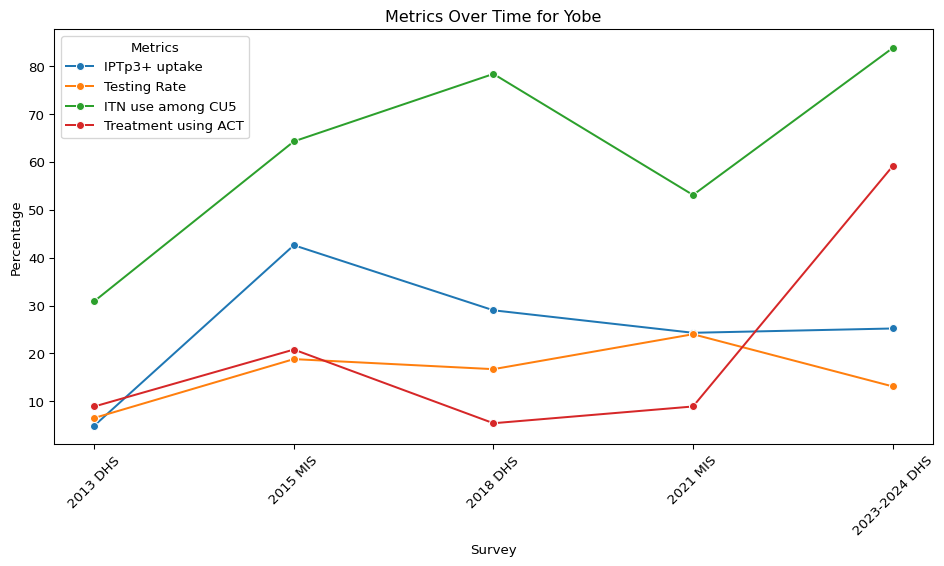 Metrics Over Time for Yobe
Metrics
IPTp3+ uptake
Testing Rate
ITN use among CU5
Treatment using ACT
Percentage
80
70
60
50
40
30
20
10
2013 DHS
2015 MIS
2018 DHS
2021 MIS
2023-2024 DHS
Survey